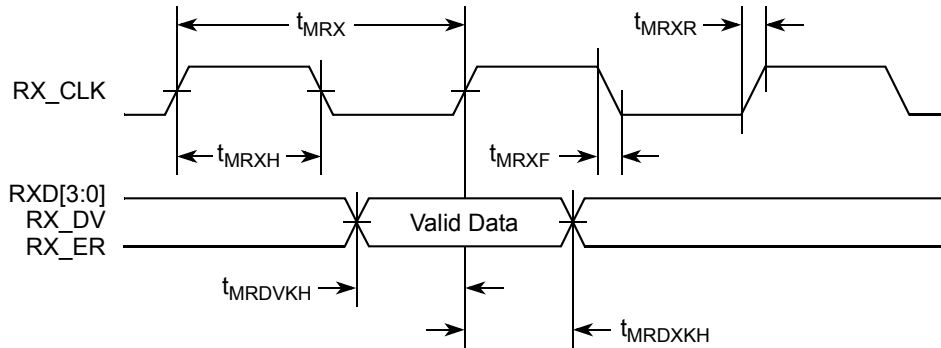 tMRX
tMRXR
RX_CLK
tMRXH
tMRXF
RXD[3:0]
RX_DV
Valid Data
RX_ER
tMRDVKH
tMRDXKH